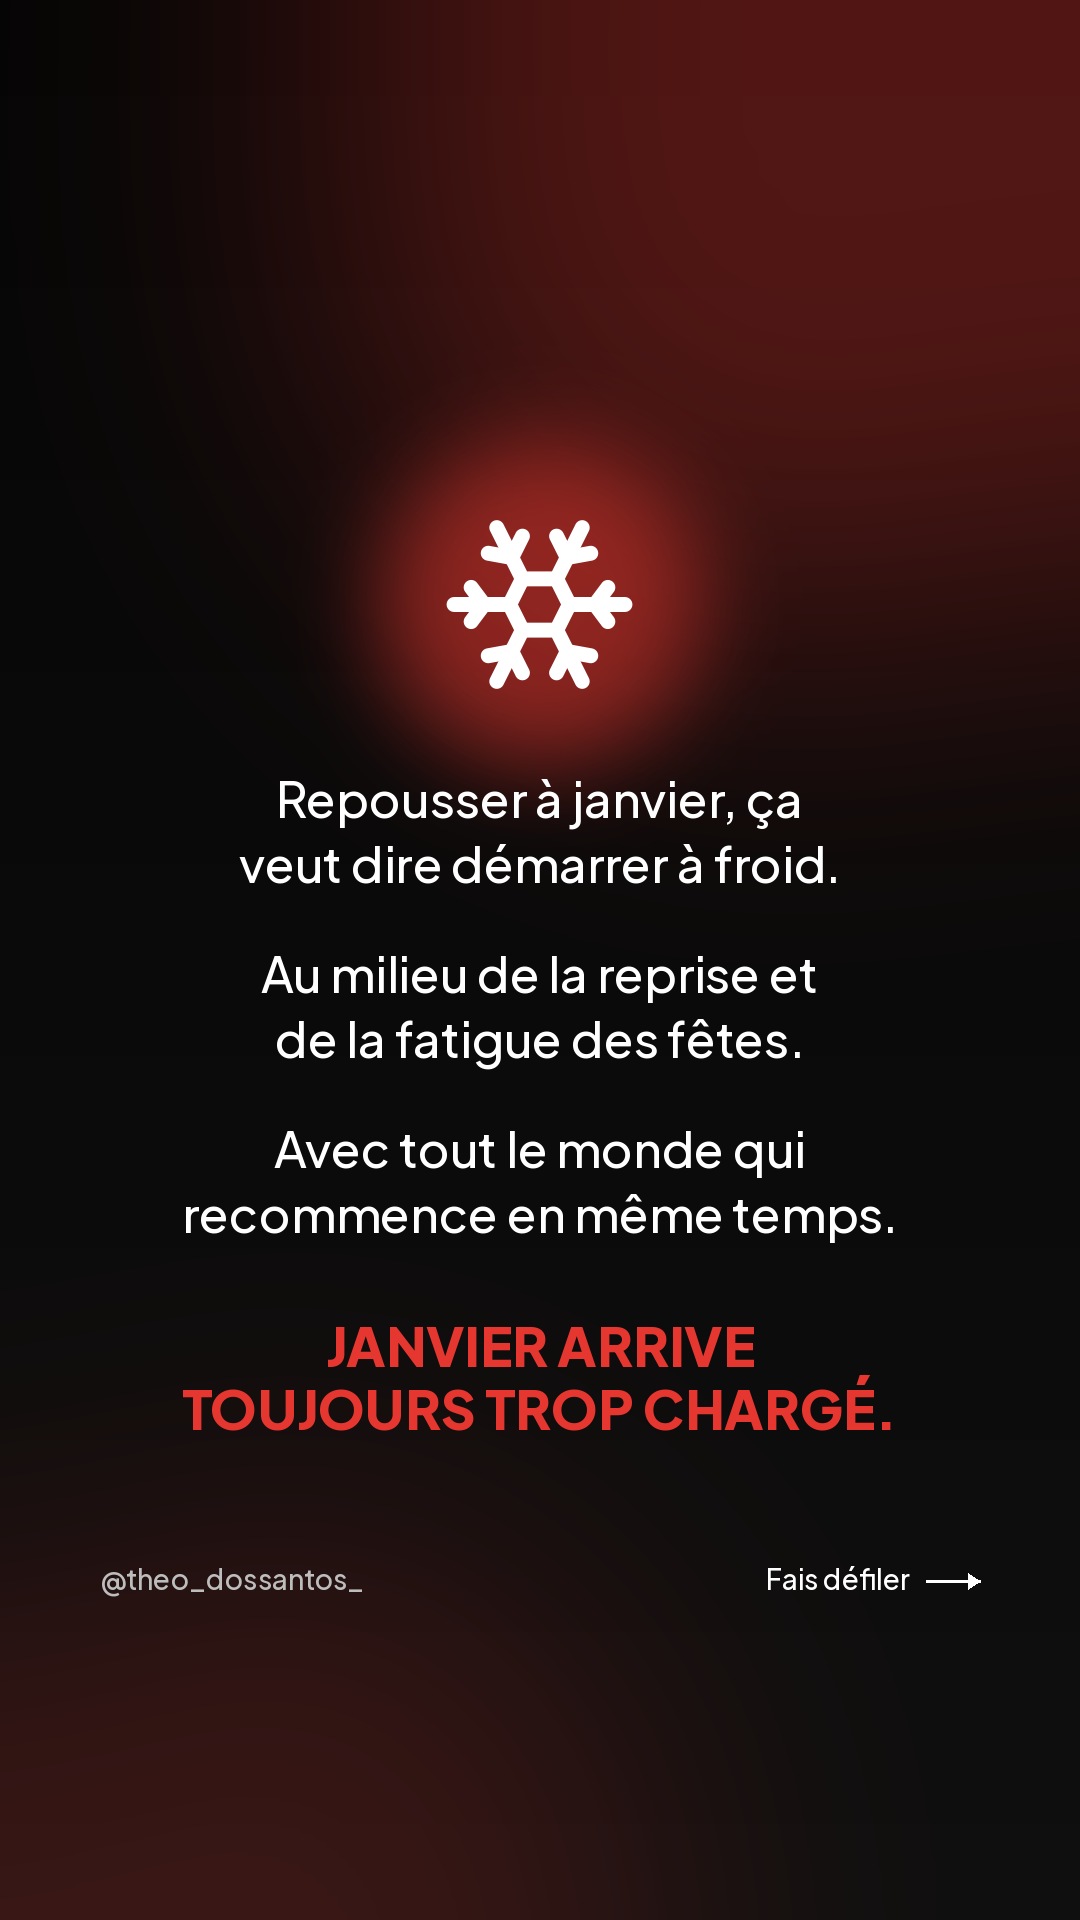 Repousser à janvier, ça
veut dire démarrer à froid.
Au milieu de la reprise et
de la fatigue des fêtes.
Avec tout le monde qui
recommence en même temps.
JANVIER ARRIVE
TOUJOURS TROP CHARGÉ.
@theo_dossantos_
Fais défiler